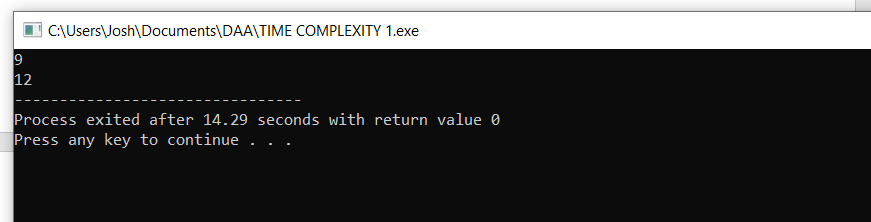 C:\Users\Josh\Documents\DAA\TIME COMPLEXITY 1.exe
9
12
--------------------------------
Process exited after 14.29 seconds with return value 0
Press any key to continue . . .